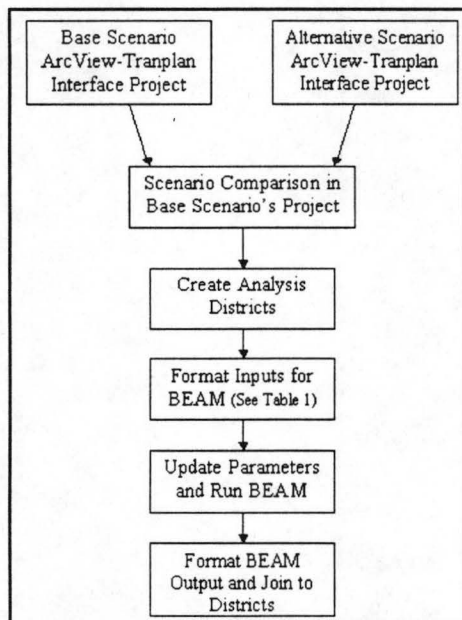 Base Scenario
ArcView-Tranplan
Interface Project
Alternative Scenario
ArcView-Tranplan
Interface Project
Scenario Comparison in
Base Scenario's Project
Create Analysis
Districts
Format Inputs for
BEAM (See Table 1)
Update Parameters
and Run BEAM
Format BEAM
Output and Join to
Districts